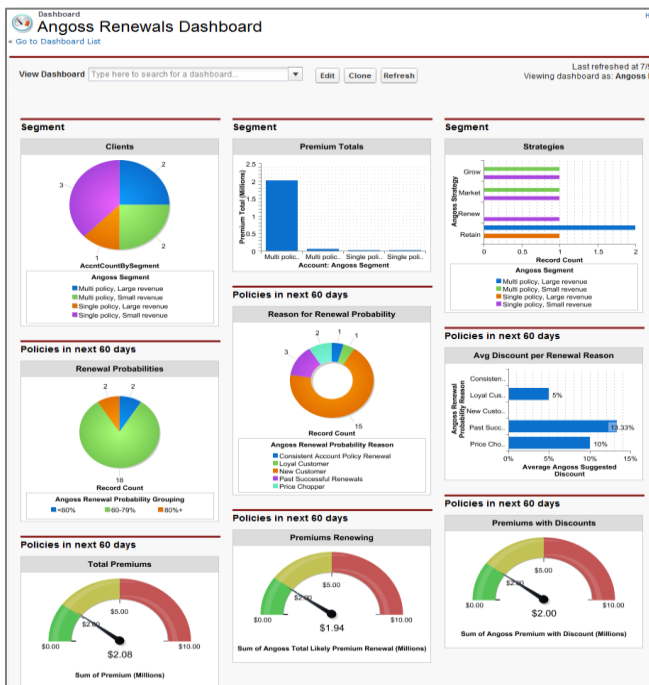 Dashboard
Angoss Renewals Dashboard
« Go to Dashboard List
View Dashboard Type here to search for a dashboard... Edit Clone Refresh
Last refreshed at 7/
Viewing dashboard as: Angoss
Segment
Clients
2
3
2
1
AccntCountBySegment
Angoss Segment
Multi policy, Large revenue
Multi policy, Small revenue
Single policy, Large revenue
Single policy, Small revenue
Segment
Premium Totals
Premium Total (Millions)
2.5
2
1.5
1
0.5
0
Multi polic.. Multi polic.. Single poli.. Single poli..
Account: Angoss Segment
Segment
Strategies
Angoss Strategy
Grow
Market
Renew
Retain
0 0.5 1 1.5 2
Record Count
Angoss Segment
Multi policy, Large revenue
Multi policy, Small revenue
Single policy, Large revenue
Single policy, Small revenue
Policies in next 60 days
Renewal Probabilities
2 2
18
Record Count
Angoss Renewal Probability Grouping
<60% 60-79% 80%+
Policies in next 60 days
Reason for Renewal Probability
2 1 1
3
15
Record Count
Angoss Renewal Probability Reason
Consistent Account Policy Renewal
Loyal Customer
New Customer
Past Successful Renewals
Price Chopper
Policies in next 60 days
Avg Discount per Renewal Reason
Angoss Renewal
Probability Reason
Consisten..
Loyal Cus.. 5%
New Custo..
Past Succ.. 13.33%
Price Cho.. 10%
0% 5% 10% 15%
Average Angoss Suggested
Discount
Policies in next 60 days
Total Premiums
$5.00
$2.00
$0.00 $10.00
$2.08
Sum of Premium (Millions)
Policies in next 60 days
Premiums Renewing
$5.00
$2.00
$0.00 $10.00
$1.94
Sum of Angoss Total Likely Premium Renewal (Millions)
Policies in next 60 days
Premiums with Discounts
$5.00
$2.00
$0.00 $10.00
$2.00
Sum of Angoss Premium with Discount (Millions)